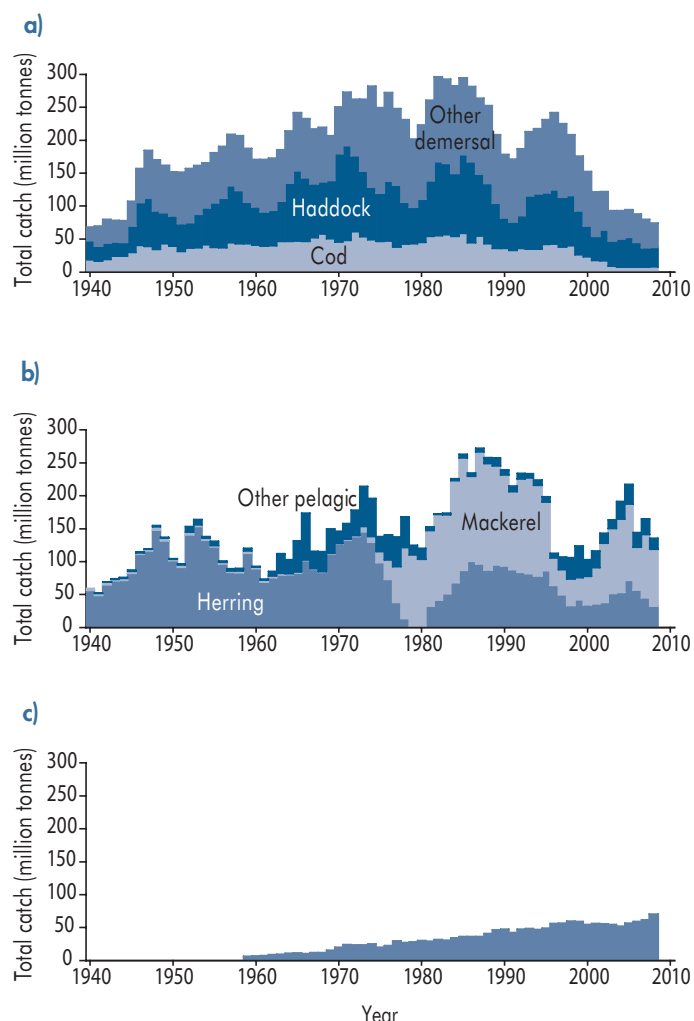 a)
Total catch (million tonnes)
300
250
200
150
100
50
0
Other
demersal
Haddock
Cod
1940 1950 1960 1970 1980 1990 2000 2010
b)
Total catch (million tonnes)
300
250
200
150
100
50
0
Other pelagic
Mackerel
Herring
1940 1950 1960 1970 1980 1990 2000 2010
c)
Total catch (million tonnes)
300
250
200
150
100
50
0
1940 1950 1960 1970 1980 1990 2000 2010
Year